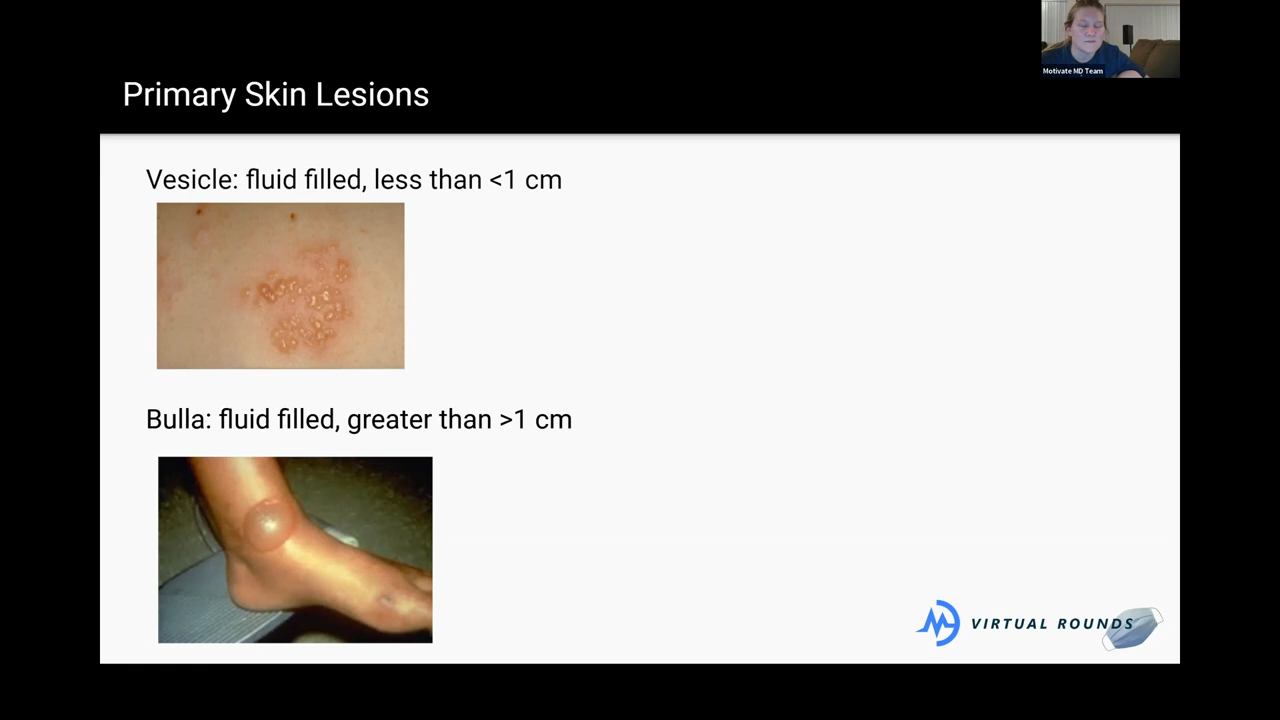 Motivate MD Team
Primary Skin Lesions
Vesicle: fluid filled, less than <1 cm
Bulla: fluid filled, greater than >1 cm
VIRTUAL ROUNDS